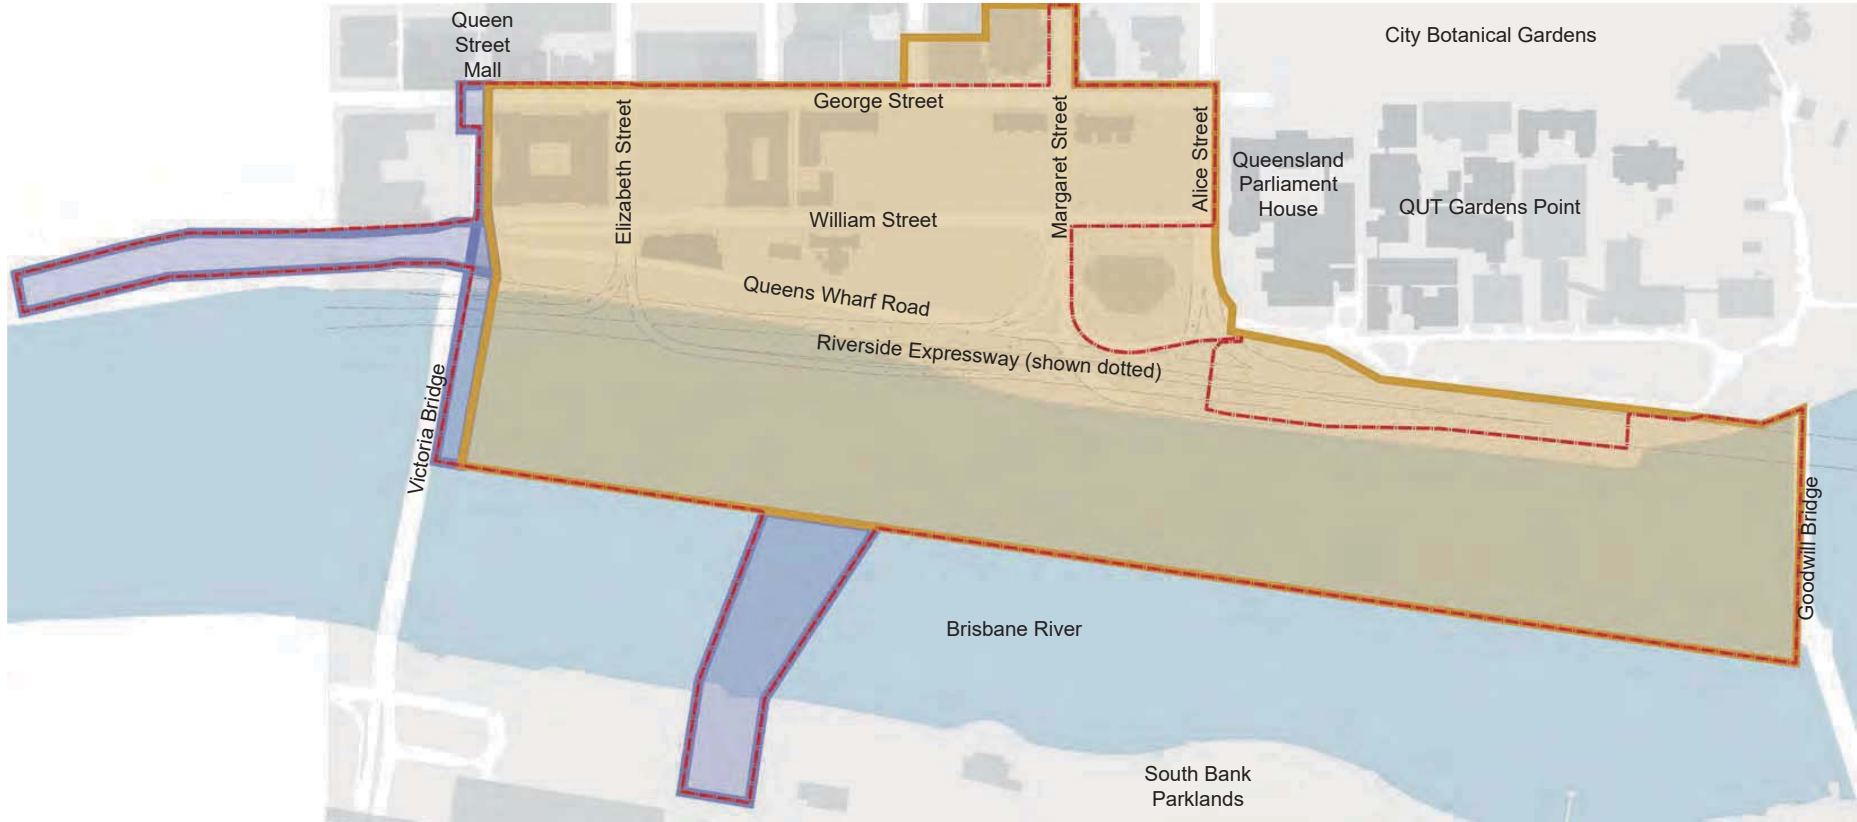 Queen
Street
Mall
City Botanical Gardens
George Street
Elizabeth Street
Margaret Street
Alice Street
Queensland
Parliament
House
QUT Gardens Point
William Street
Queens Wharf Road
Riverside Expressway (shown dotted)
Victoria Bridge
Goodwill Bridge
Brisbane River
South Bank
Parklands